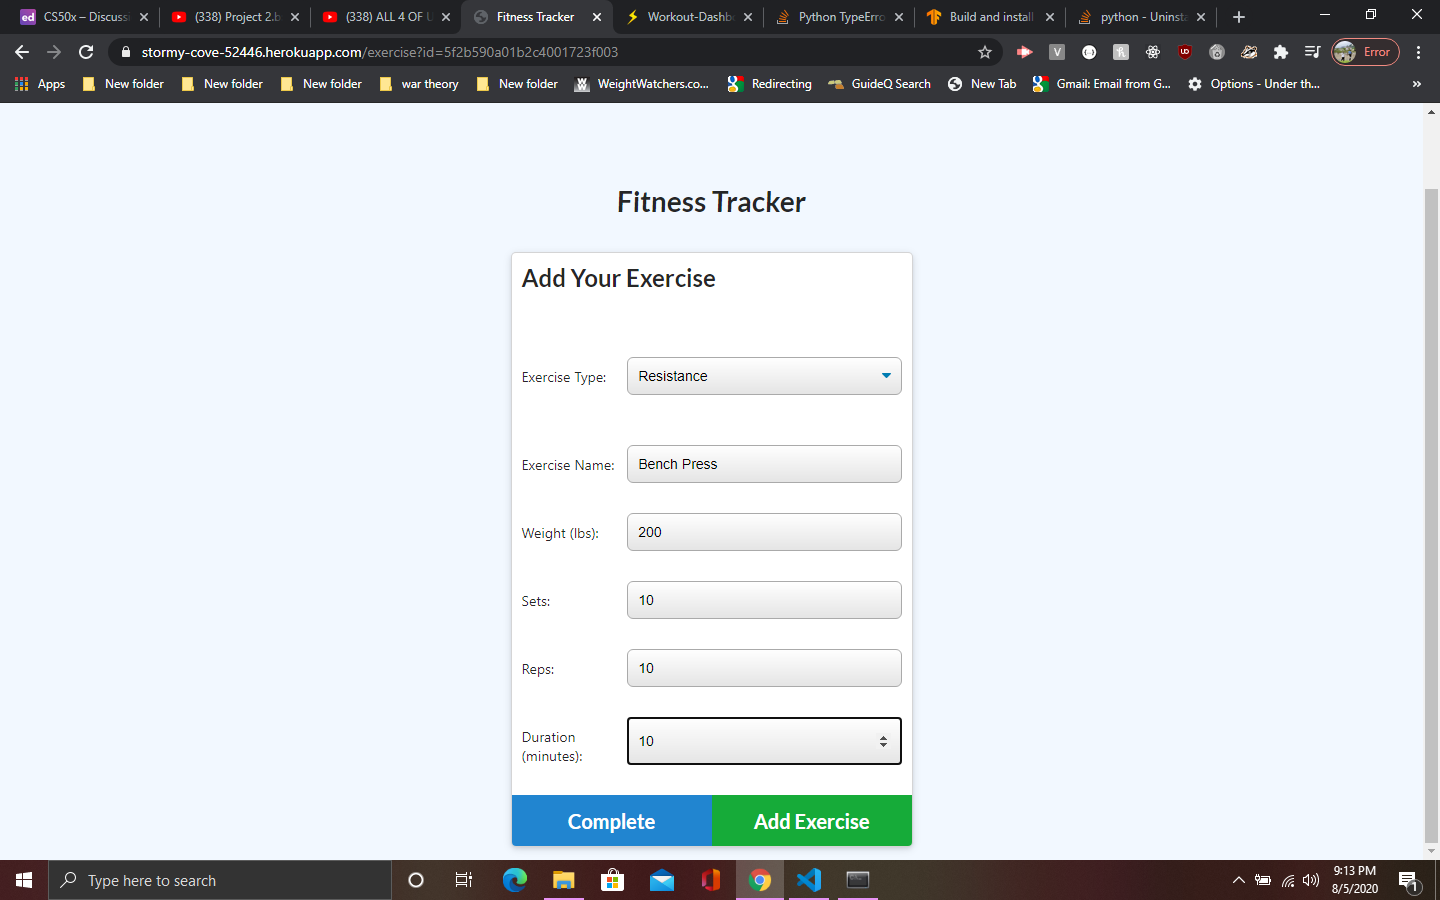 ed CS50x – Discussi
(338) Project 2.b
(338) ALL 4 OF U
Fitness Tracker
Workout-Dashb
Python TypeErro
Build and install
python - Uninsta
stormy-cove-52446.herokuapp.com/exercise?id=5f2b590a01b2c4001723f003
Error
Apps
New folder
New folder
New folder
war theory
New folder
WeightWatchers.co...
Redirecting
GuideQ Search
New Tab
Gmail: Email from G...
Options - Under th...
»
Fitness Tracker
Add Your Exercise
Exercise Type: Resistance
Exercise Name: Bench Press
Weight (lbs): 200
Sets: 10
Reps: 10
Duration
(minutes): 10
Complete Add Exercise
Type here to search
9:13 PM
8/5/2020
1